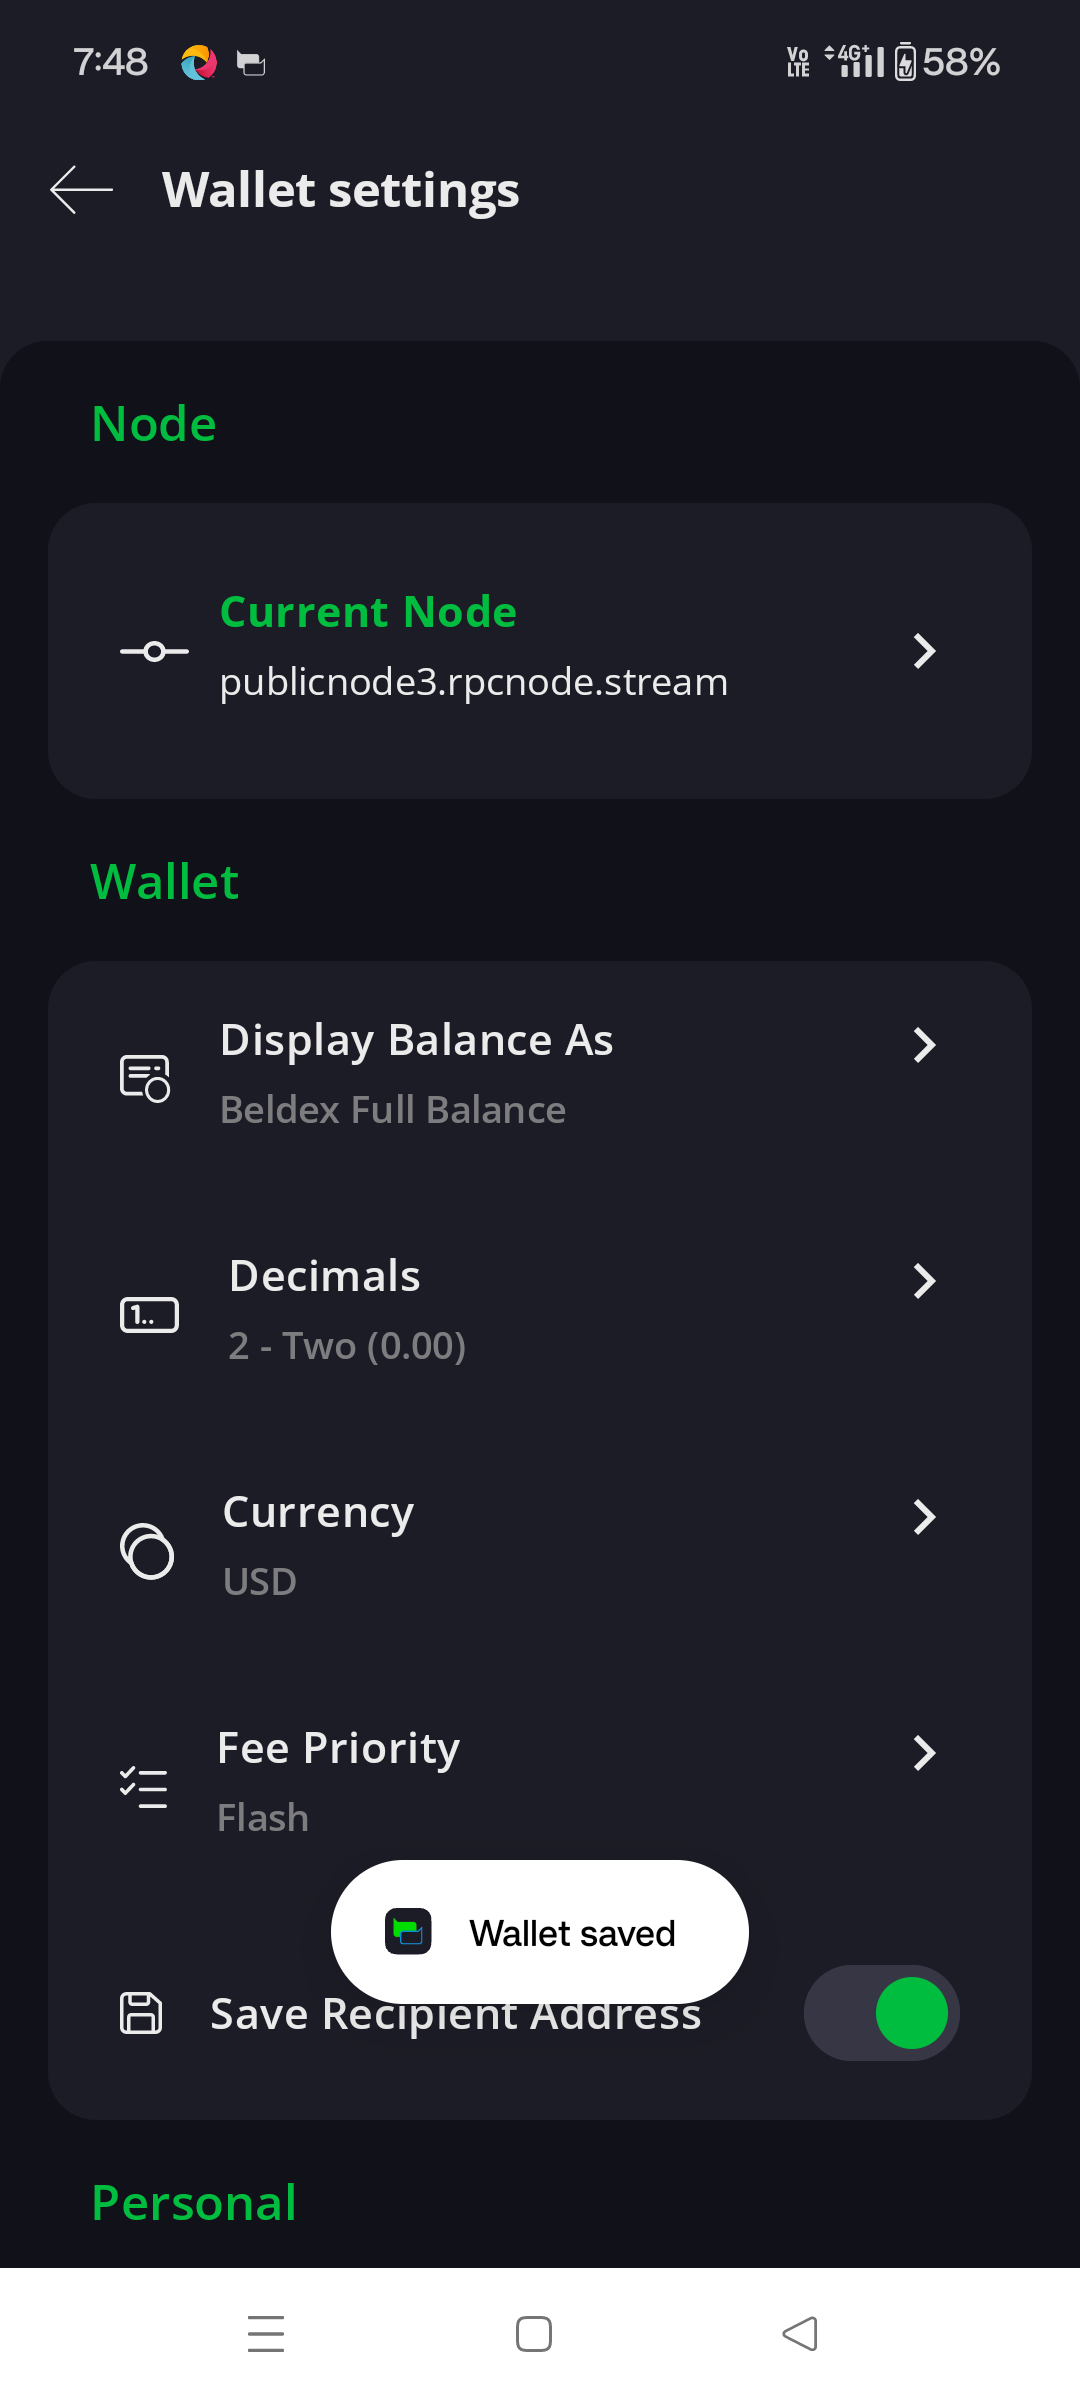 7:48
Vo LTE 4G+ 58%
Wallet settings
Node
Current Node
publicnode3.rpcnode.stream
Wallet
Display Balance As
Beldex Full Balance
1..
Decimals
2 - Two (0.00)
Currency
USD
Fee Priority
Flash
Wallet saved
Save Recipient Address
Personal